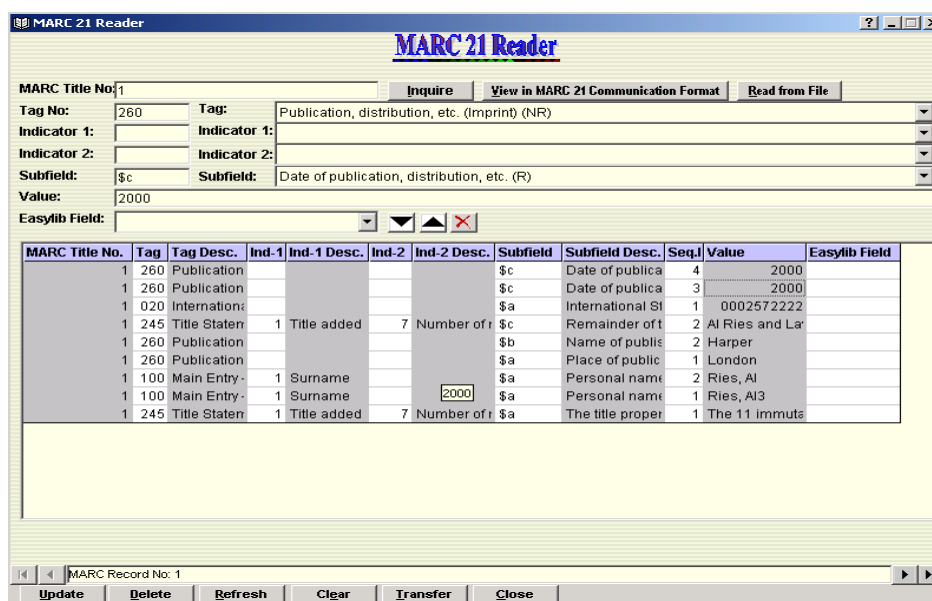 MARC 21 Reader
MARC 21 Reader
MARC Title No: 1 Inquire View in MARC 21 Communication Format Read from File
Tag No: 260 Tag: Publication, distribution, etc. (Imprint) (NR)
Indicator 1: Indicator 1:
Indicator 2: Indicator 2:
Subfield: $c Subfield: Date of publication, distribution, etc. (R)
Value: 2000
Easylib Field:
MARC Title No. Tag Tag Desc. Ind-1 Ind-1 Desc. Ind-2 Ind-2 Desc. Subfield Subfield Desc. Seq.I Value Easylib Field
1 260 Publication $c Date of publica 4 2000
1 260 Publication $c Date of publica 3 2000
1 020 Internationa $a International St 1 0002572222
1 245 Title Statem 1 Title added 7 Number of r $c Remainder of t 2 Al Ries and La
1 260 Publication $b Name of publis 2 Harper
1 260 Publication $a Place of public 1 London
1 100 Main Entry - 1 Surname $a Personal name 2 Ries, Al
1 100 Main Entry - 1 Surname 2000 $a Personal name 1 Ries, Al3
1 245 Title Statem 1 Title added 7 Number of r $a The title proper 1 The 11 immuta
MARC Record No: 1
Update Delete Refresh Clear Transfer Close